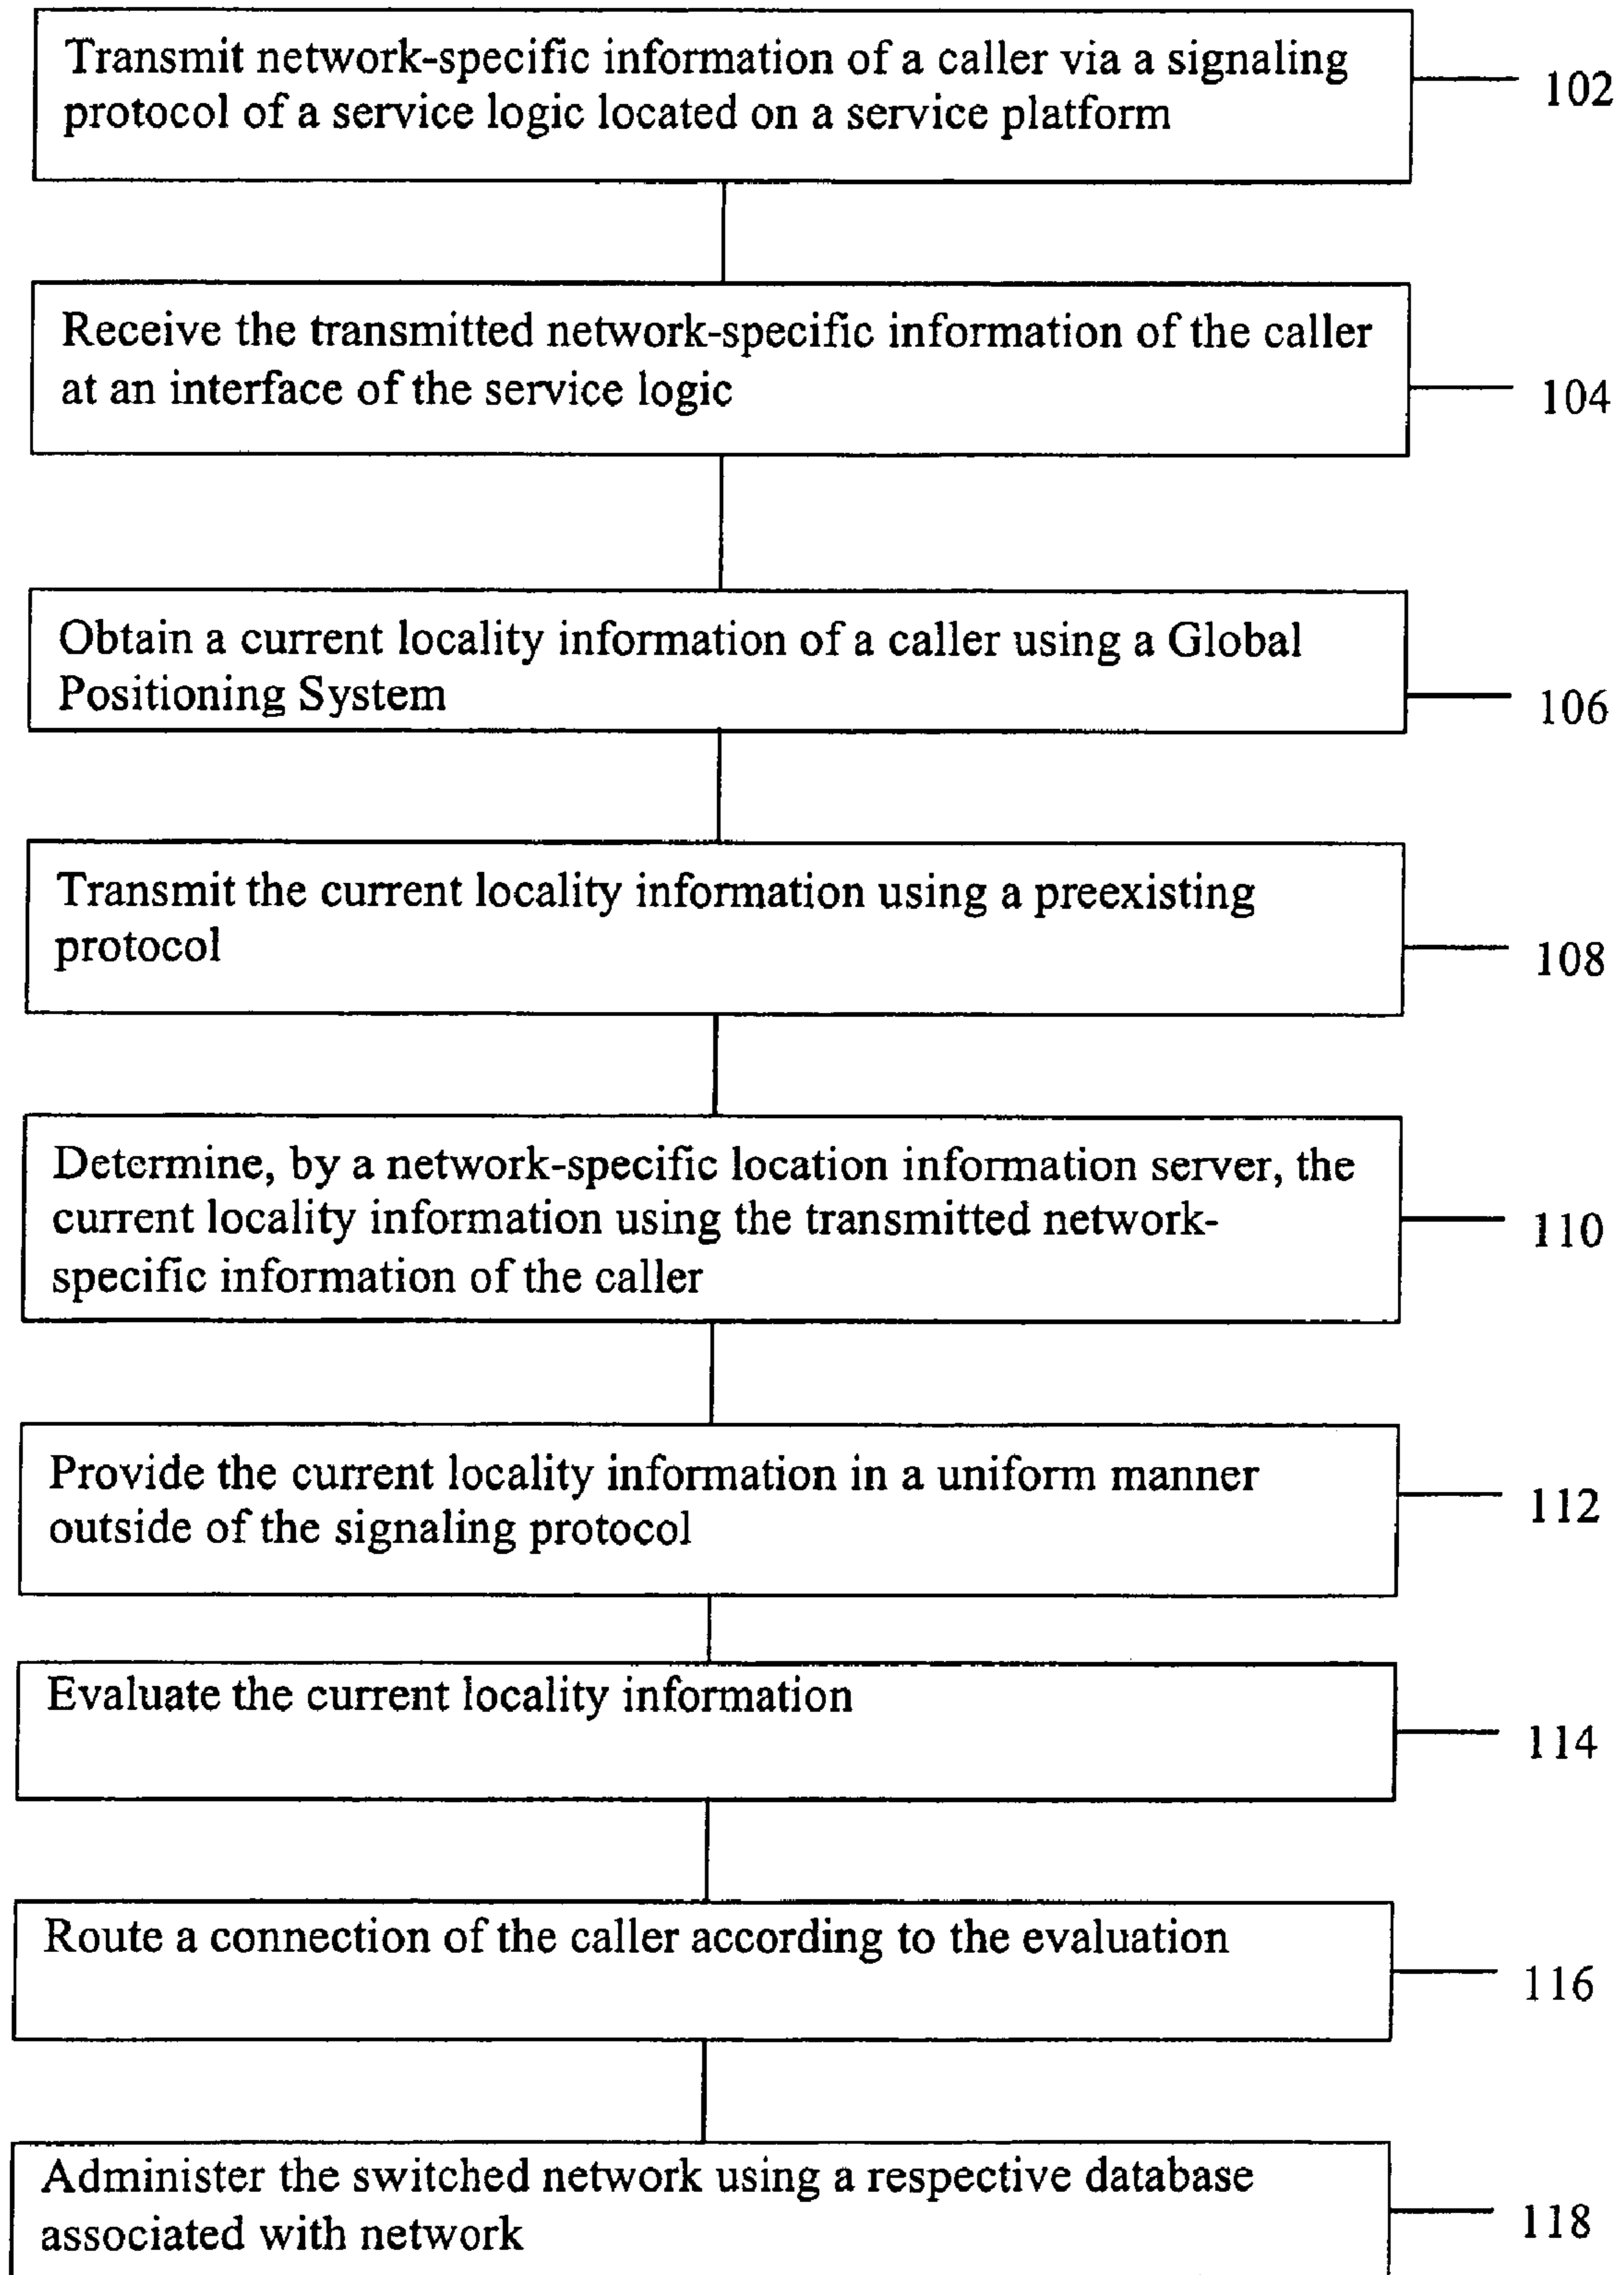 Transmit network-specific information of a caller via a signaling
protocol of a service logic located on a service platform
102
Receive the transmitted network-specific information of the caller
at an interface of the service logic
104
Obtain a current locality information of a caller using a Global
Positioning System
106
Transmit the current locality information using a preexisting
protocol
108
Determine, by a network-specific location information server, the
current locality information using the transmitted network-
specific information of the caller
110
Provide the current locality information in a uniform manner
outside of the signaling protocol
112
Evaluate the current locality information
114
Route a connection of the caller according to the evaluation
116
Administer the switched network using a respective database
associated with network
118